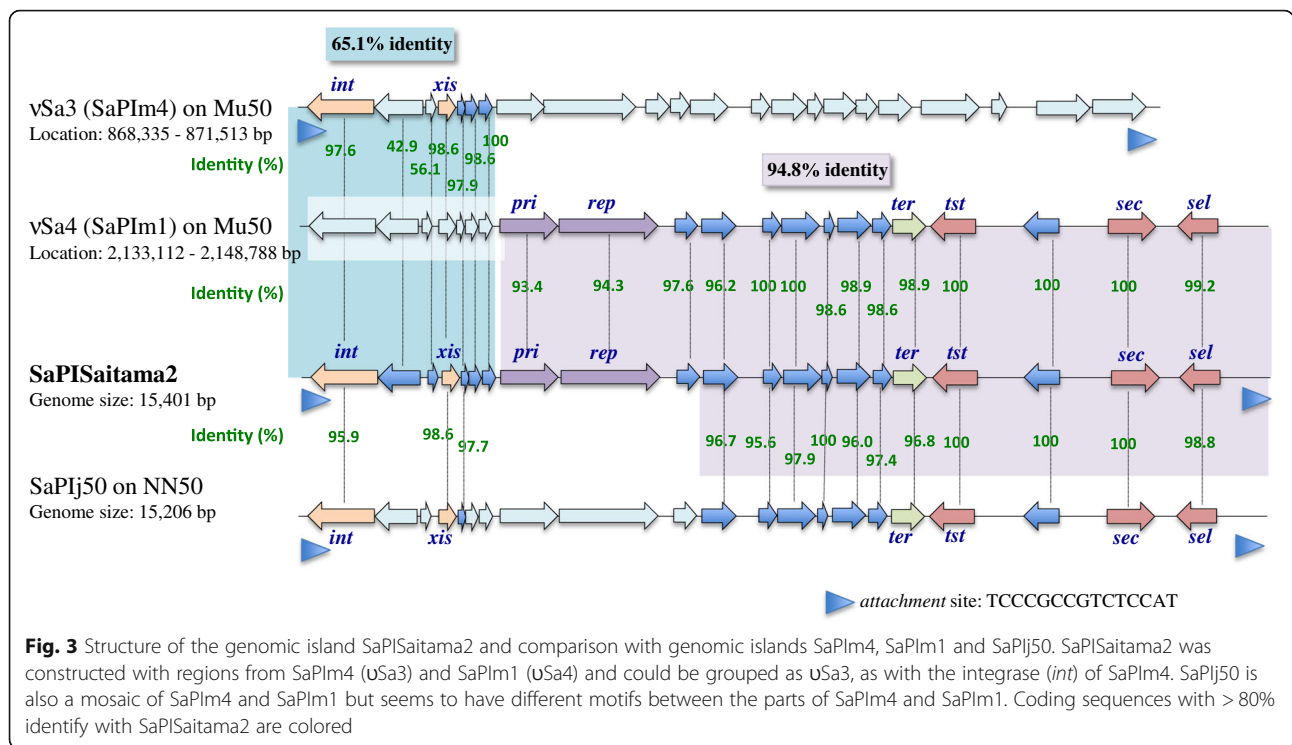 65.1% identity
int xis
νSa3 (SaPIm4) on Mu50
Location: 868,335 - 871,513 bp
Identity (%) 97.6 42.9 56.1 98.6 97.9 98.6 100
94.8% identity
νSa4 (SaPIm1) on Mu50
Location: 2,133,112 - 2,148,788 bp
pri rep ter tst sec sel
Identity (%) 93.4 94.3 97.6 96.2 100 100 98.6 98.9 98.6 98.9 100 100 100 99.2
int xis pri rep ter tst sec sel
SaPISaitama2
Genome size: 15,401 bp
Identity (%) 95.9 98.6 97.7 96.7 95.6 97.9 100 96.0 97.4 96.8 100 100 100 98.8
SaPIj50 on NN50
Genome size: 15,206 bp
int xis ter tst sec sel
attachment site: TCCCGCCGTCTCCAT
Fig. 3 Structure of the genomic island SaPISaitama2 and comparison with genomic islands SaPIm4, SaPIm1 and SaPIj50. SaPISaitama2 was
constructed with regions from SaPIm4 (υSa3) and SaPIm1 (υSa4) and could be grouped as υSa3, as with the integrase (int) of SaPIm4. SaPIj50 is
also a mosaic of SaPIm4 and SaPIm1 but seems to have different motifs between the parts of SaPIm4 and SaPIm1. Coding sequences with > 80%
identify with SaPISaitama2 are colored